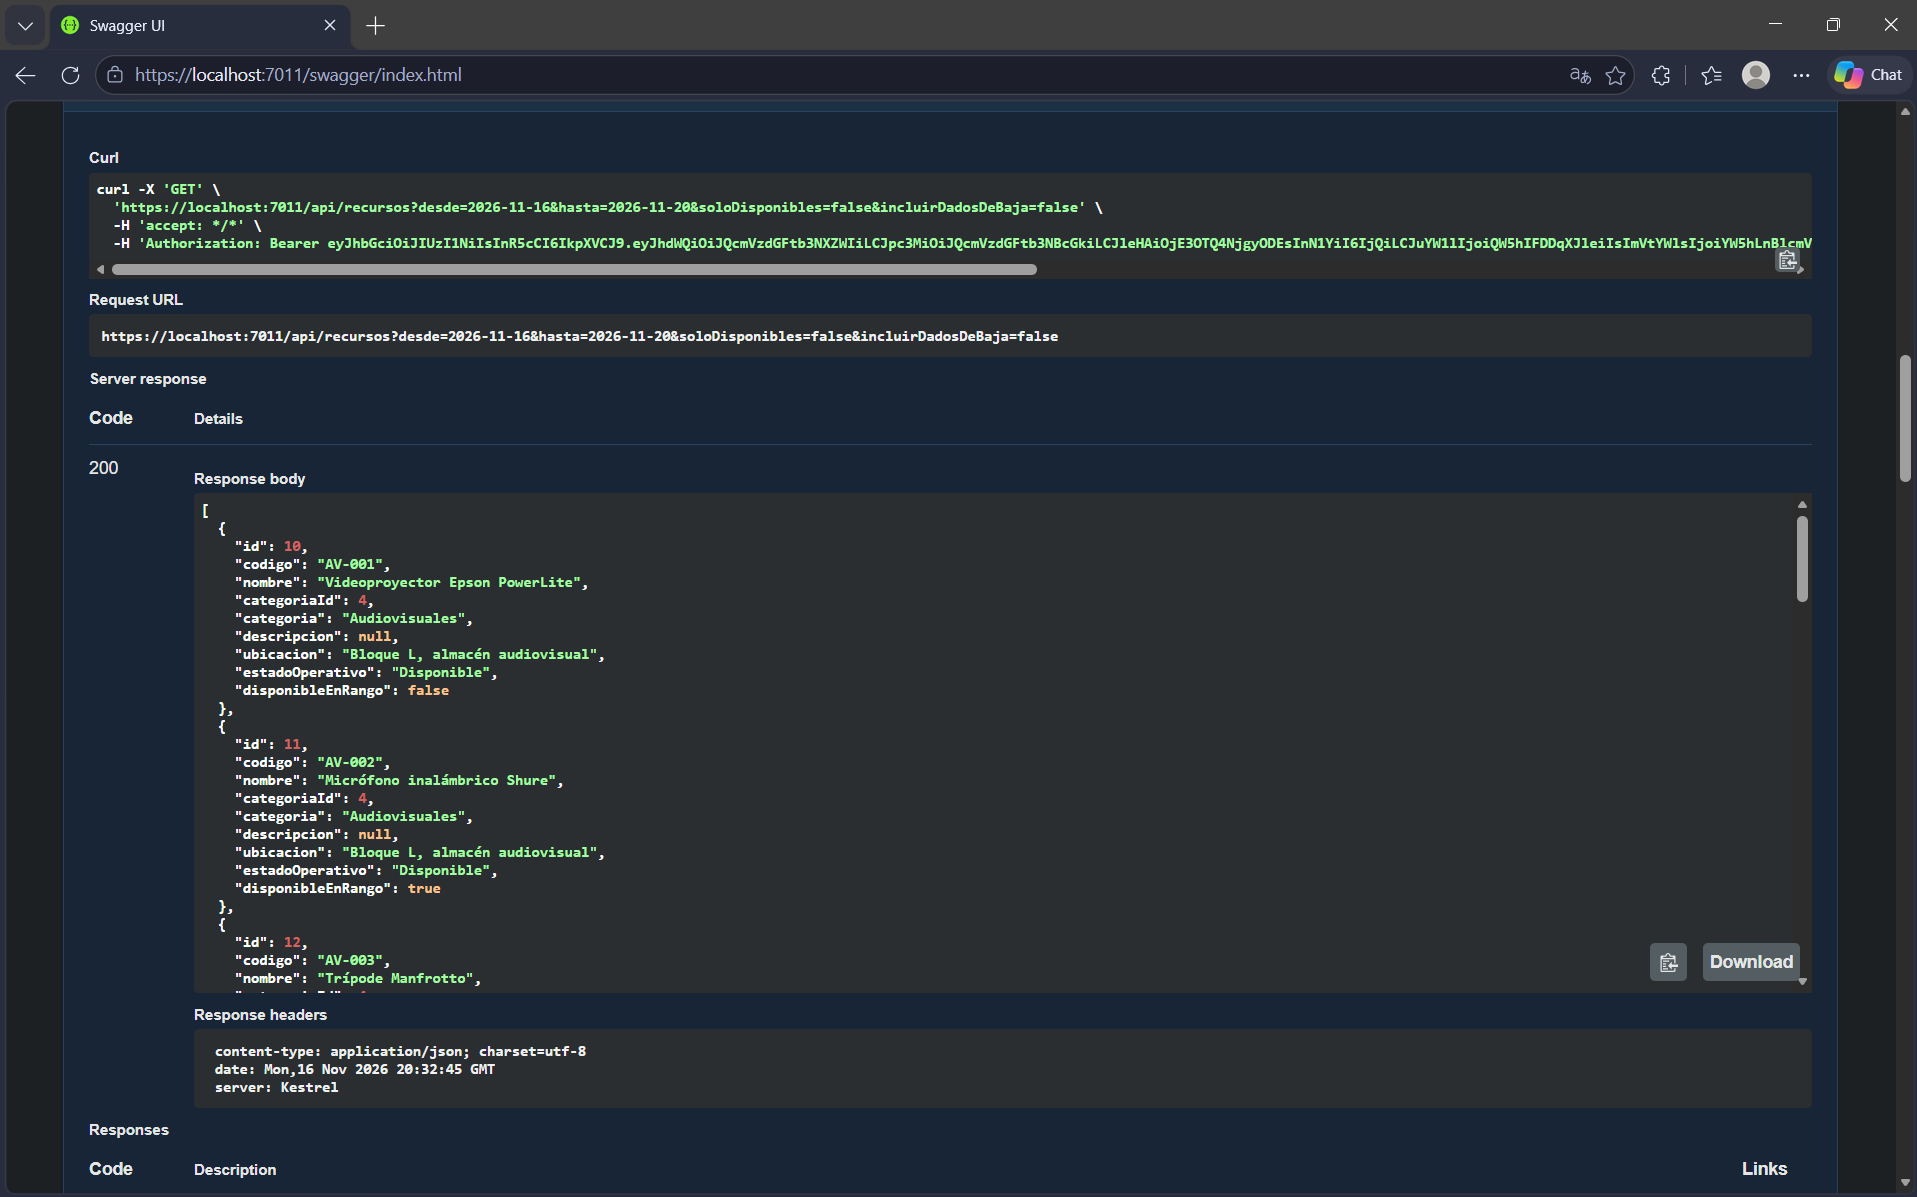 Swagger UI
https://localhost:7011/swagger/index.html
Chat
Curl
curl -X 'GET' \
'https://localhost:7011/api/recursos?desde=2026-11-16&hasta=2026-11-20&soloDisponibles=false&incluirDadosDeBaja=false' \
-H 'accept: */*' \
-H 'Authorization: Bearer eyJhbGciOiJIUzI1NiIsInR5cCI6IkpXVCJ9.eyJhdWQiOiJQcmVzdGFtb3NXZWIiLCJpc3MiOiJQcmVzdGFtb3NBcGkiLCJleHAiOjE3OTQ4NjgyODEsInN1YiI6IjQiLCJuYW1lIjoiQW5hIFDDqXJleiIsImVtYWlsIjoiYW5hLnBlcmV
Request URL
https://localhost:7011/api/recursos?desde=2026-11-16&hasta=2026-11-20&soloDisponibles=false&incluirDadosDeBaja=false
Server response
Code Details
200
Response body
[
{
"id": 10,
"codigo": "AV-001",
"nombre": "Videoproyector Epson PowerLite",
"categoriaId": 4,
"categoria": "Audiovisuales",
"descripcion": null,
"ubicacion": "Bloque L, almacén audiovisual",
"estadoOperativo": "Disponible",
"disponibleEnRango": false
},
{
"id": 11,
"codigo": "AV-002",
"nombre": "Micrófono inalámbrico Shure",
"categoriaId": 4,
"categoria": "Audiovisuales",
"descripcion": null,
"ubicacion": "Bloque L, almacén audiovisual",
"estadoOperativo": "Disponible",
"disponibleEnRango": true
},
{
"id": 12,
"codigo": "AV-003",
"nombre": "Trípode Manfrotto",
Download
Response headers
content-type: application/json; charset=utf-8
date: Mon,16 Nov 2026 20:32:45 GMT
server: Kestrel
Responses
Code Description Links